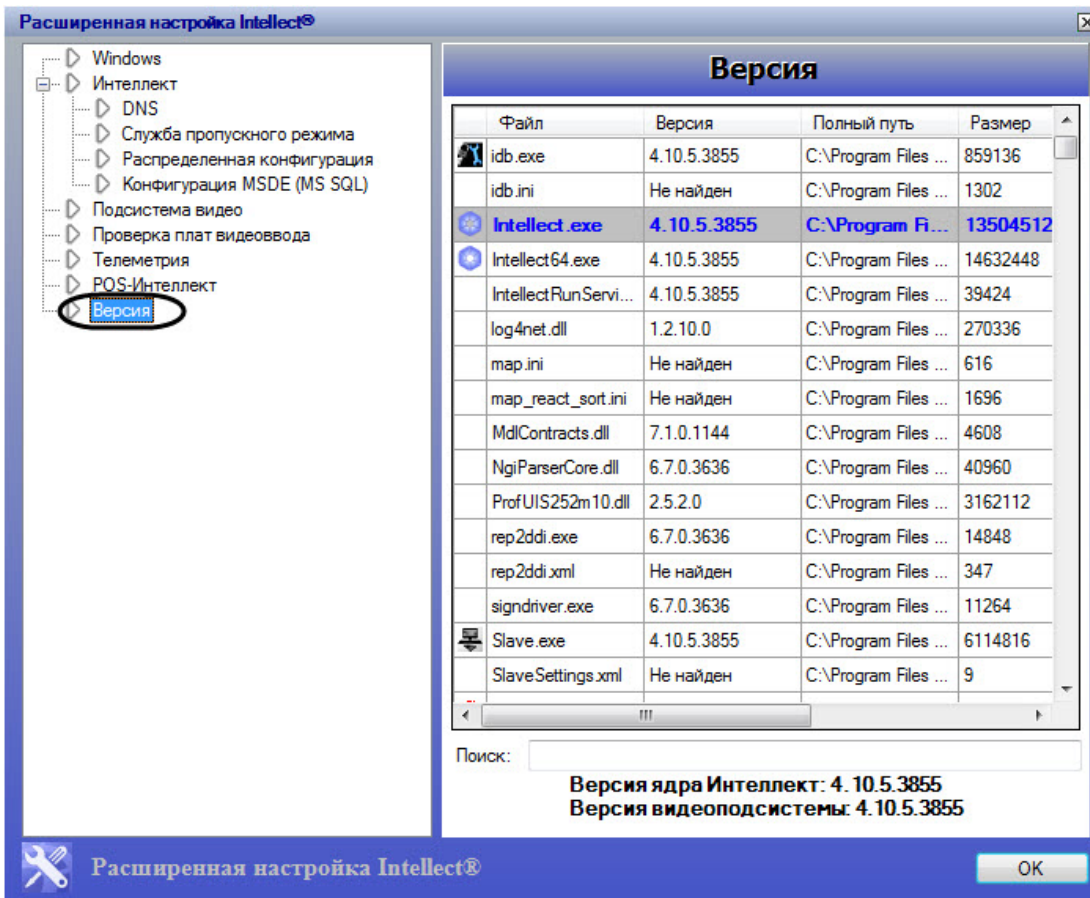 Расширенная настройка Intellect®
Windows
Интеллект
DNS
Служба пропускного режима
Распределенная конфигурация
Конфигурация MSDE (MS SQL)
Подсистема видео
Проверка плат видеоввода
Телеметрия
POS-Интеллект
Версия
Версия
Файл Версия Полный путь Размер
idb.exe 4.10.5.3855 C:\Program Files ... 859136
idb.ini Не найден C:\Program Files ... 1302
Intellect.exe 4.10.5.3855 C:\Program Fi... 13504512
Intellect64.exe 4.10.5.3855 C:\Program Files ... 14632448
IntellectRunServi... 4.10.5.3855 C:\Program Files ... 39424
log4net.dll 1.2.10.0 C:\Program Files ... 270336
map.ini Не найден C:\Program Files ... 616
map_react_sort.ini Не найден C:\Program Files ... 1696
MdlContracts.dll 7.1.0.1144 C:\Program Files ... 4608
NgiParserCore.dll 6.7.0.3636 C:\Program Files ... 40960
ProfUIS252m10.dll 2.5.2.0 C:\Program Files ... 3162112
rep2ddi.exe 6.7.0.3636 C:\Program Files ... 14848
rep2ddi.xml Не найден C:\Program Files ... 347
signdriver.exe 6.7.0.3636 C:\Program Files ... 11264
Slave.exe 4.10.5.3855 C:\Program Files ... 6114816
SlaveSettings.xml Не найден C:\Program Files ... 9
Поиск:
Версия ядра Интеллект: 4.10.5.3855
Версия видеоподсистемы: 4.10.5.3855
Расширенная настройка Intellect®
OK